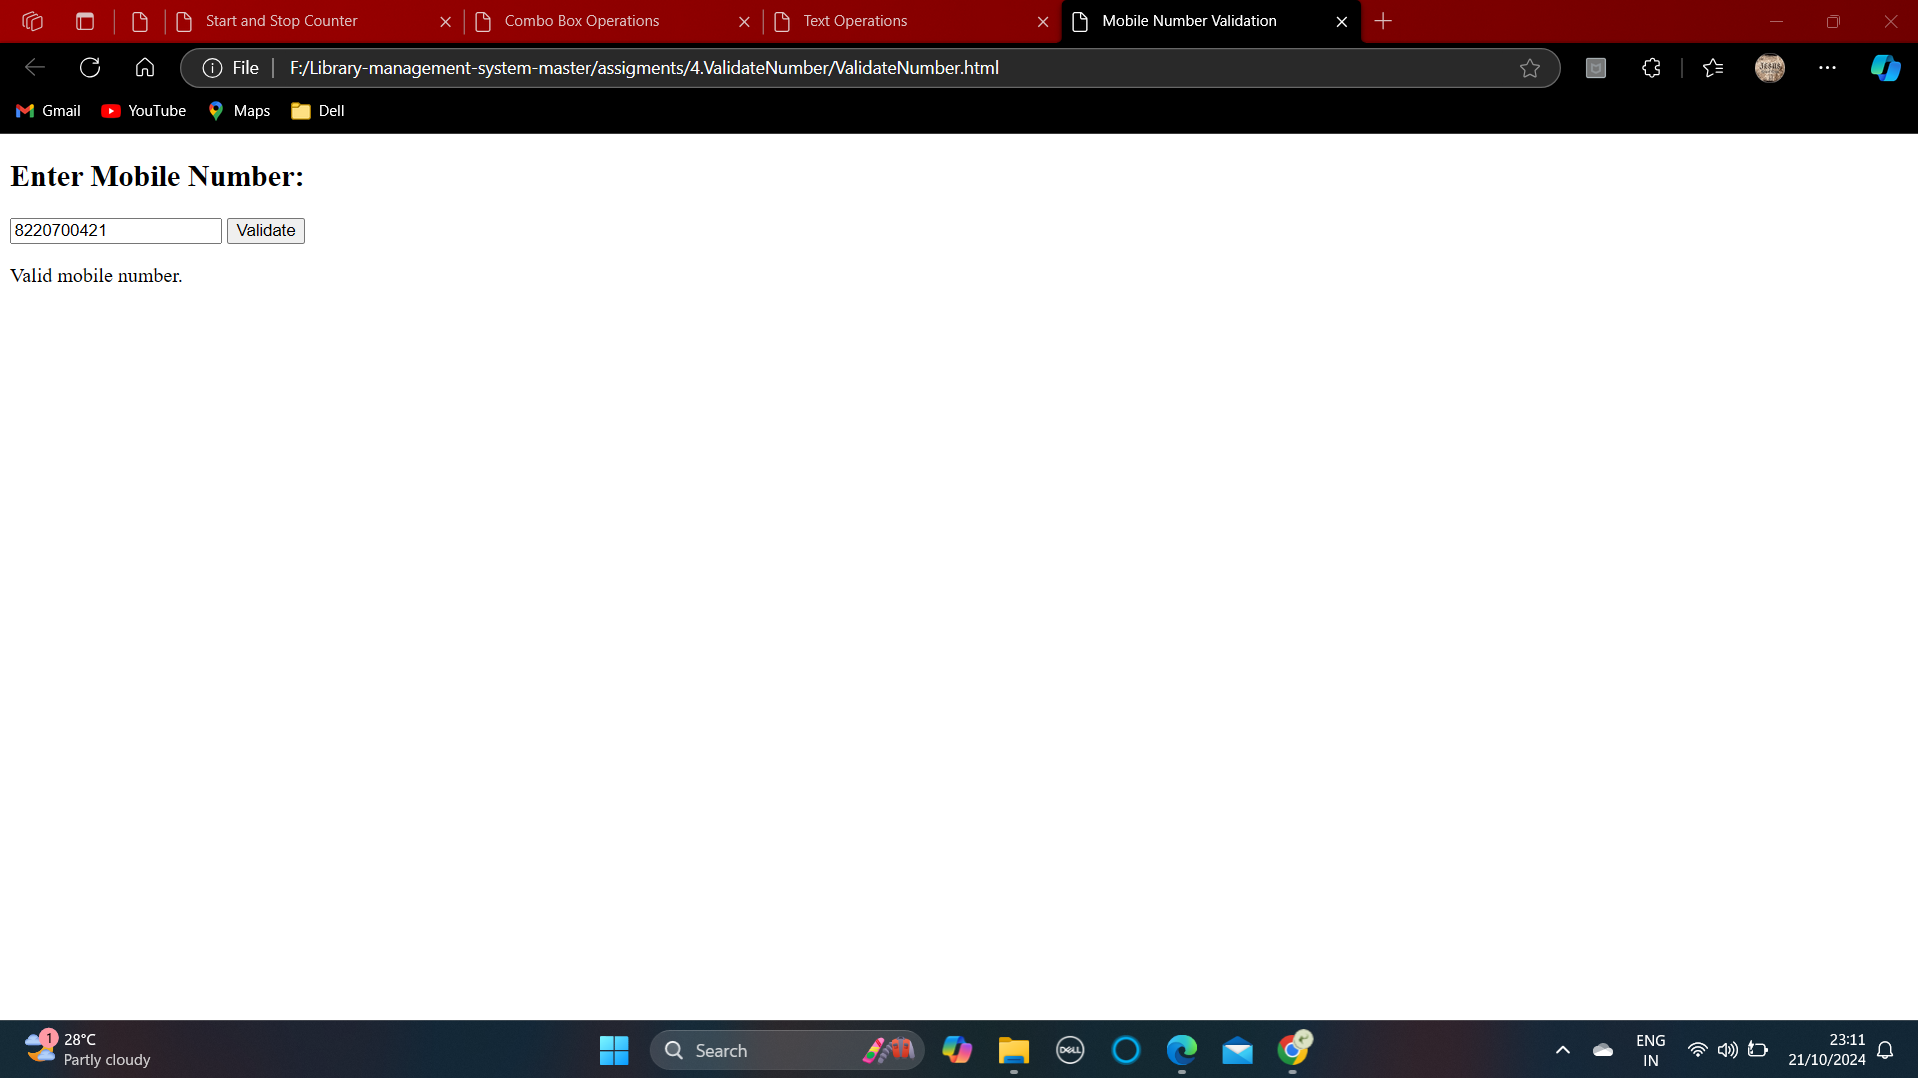 Start and Stop Counter
Combo Box Operations
Text Operations
Mobile Number Validation
File
F:/Library-management-system-master/assigments/4.ValidateNumber/ValidateNumber.html
Gmail
YouTube
Maps
Dell
Enter Mobile Number:
8220700421
Validate
Valid mobile number.
1
28°C
Partly cloudy
Search
DELL
ENG
IN
23:11
21/10/2024